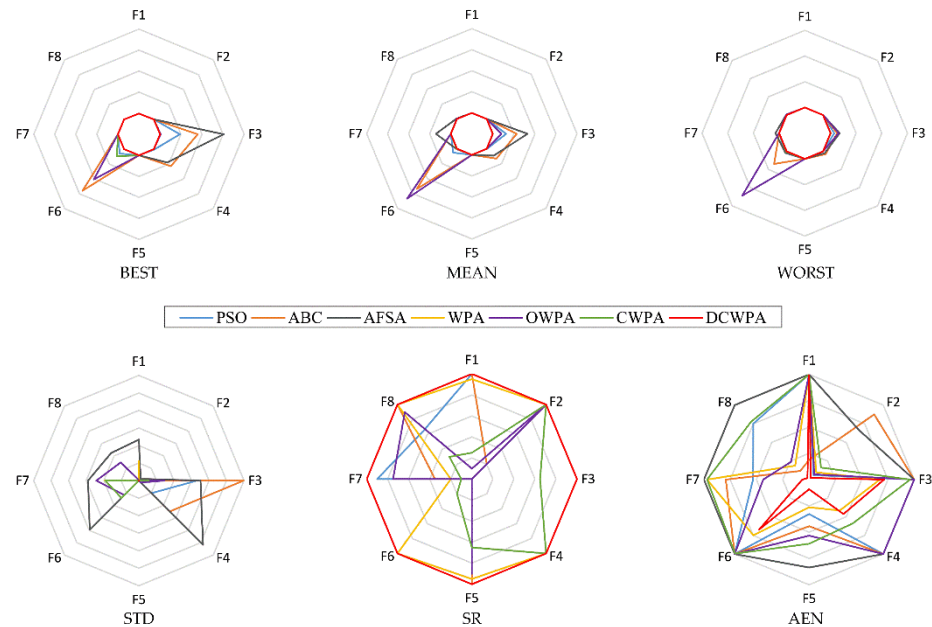 F1 F1 F1
F8 F2 F8 F2 F8 F2
F7 F3 F7 F3 F7 F3
F6 F4 F6 F4 F6 F4
F5 F5 F5
BEST MEAN WORST
PSO ABC AFSA WPA OWPA CWPA DCWPA
F1 F1 F1
F8 F2 F8 F2 F8 F2
F7 F3 F7 F3 F7 F3
F6 F4 F6 F4 F6 F4
F5 F5 F5
STD SR AEN